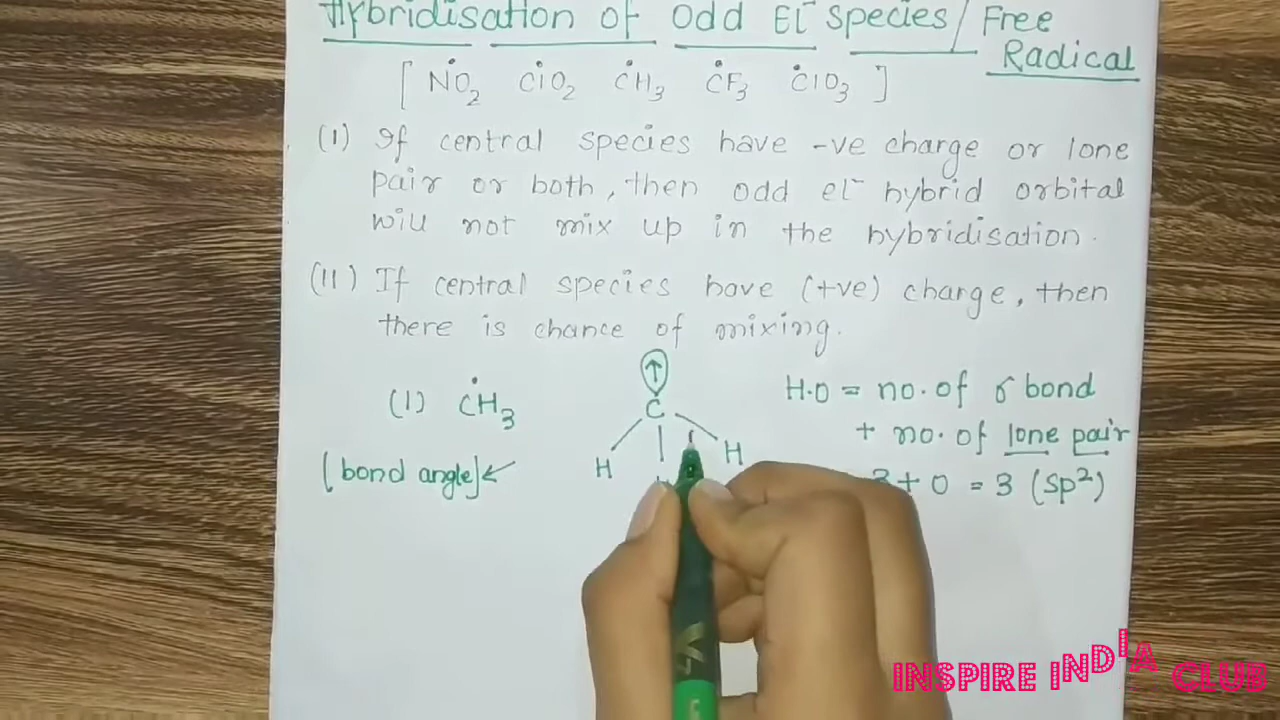 Hybridisation of Odd El⁻ Species/ Free
Radical
[ NȮ₂ ĊlO₂ ĊH₃ ĊF₃ ĊlO₃ ]
(I) If central species have -ve charge or lone
pair or both, then odd el⁻ hybrid orbital
will not mix up in the hybridisation.
(II) If central species have (+ve) charge, then
there is chance of mixing.
↑
(I) ĊH₃
C
H
H
H.O = no. of σ bond
+ no. of lone pair
[bond angle]←
3+0 = 3 (sp²)
INSPIRE INDIA CLUB